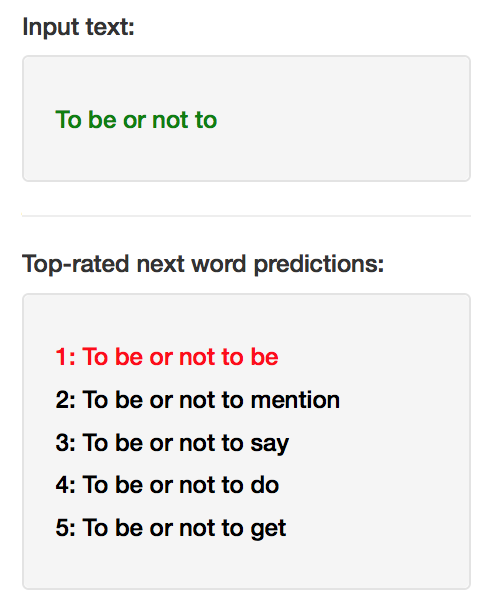 Input text:
To be or not to
Top-rated next word predictions:
1: To be or not to be
2: To be or not to mention
3: To be or not to say
4: To be or not to do
5: To be or not to get